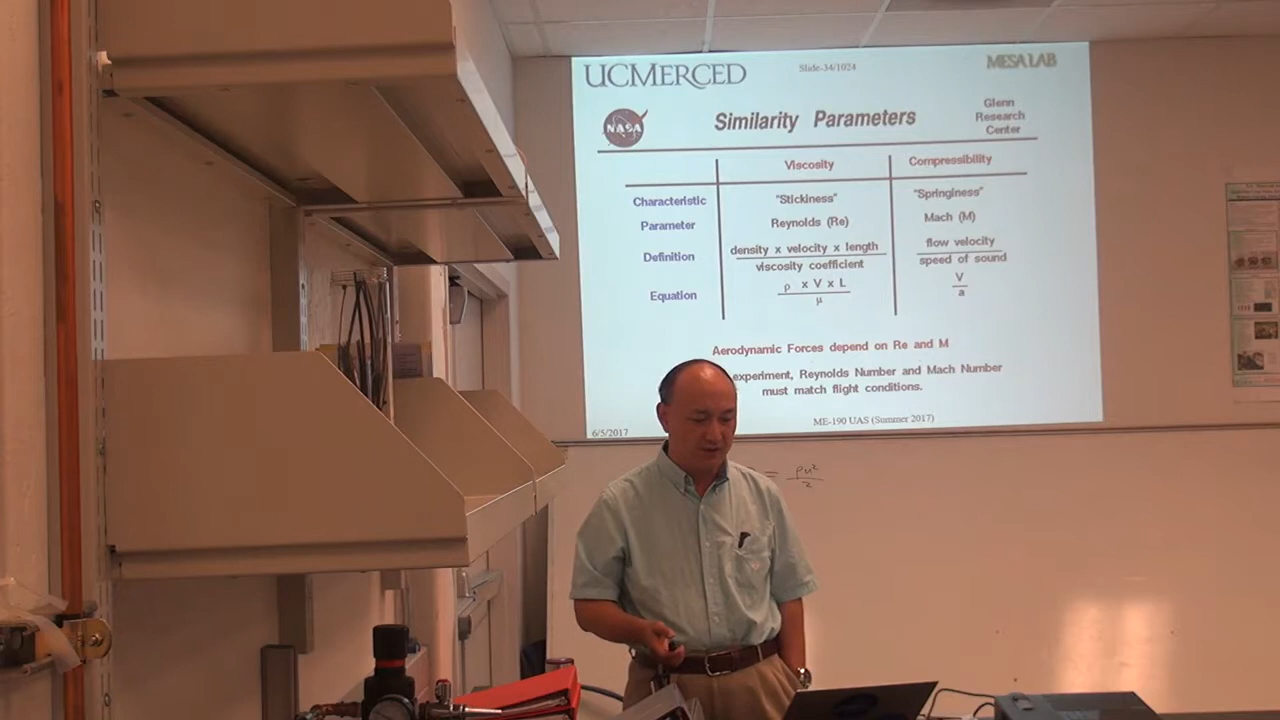 UCMERCED
Slide-34/1024
MESA LAB
NASA
Similarity Parameters
Glenn
Research
Center
Viscosity
Compressibility
Characteristic
"Stickiness"
"Springiness"
Parameter
Reynolds (Re)
Mach (M)
Definition
density x velocity x length
viscosity coefficient
flow velocity
speed of sound
Equation
ρ x V x L
μ
V
a
Aerodynamic Forces depend on Re and M
experiment, Reynolds Number and Mach Number
must match flight conditions.
6/5/2017
ME-190 UAS (Summer 2017)
= ρu²
2